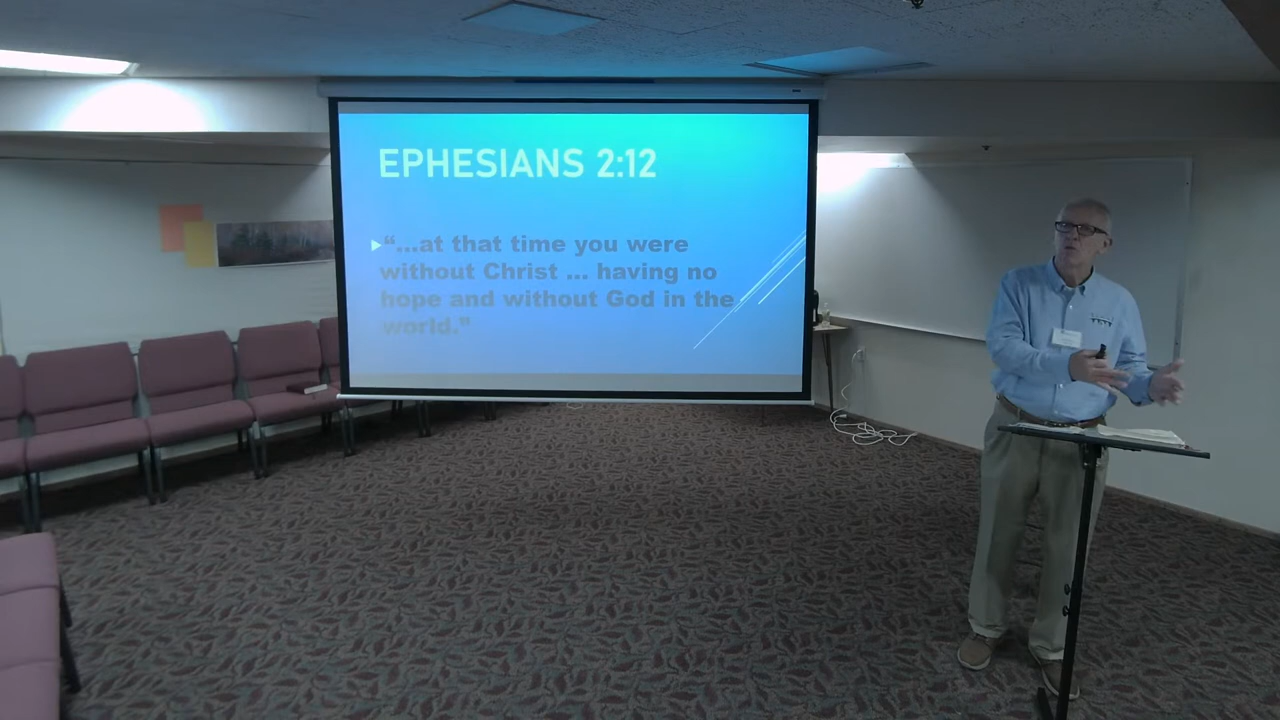 EPHESIANS 2:12
“...at that time you were
without Christ ... having no
hope and without God in the
world.”